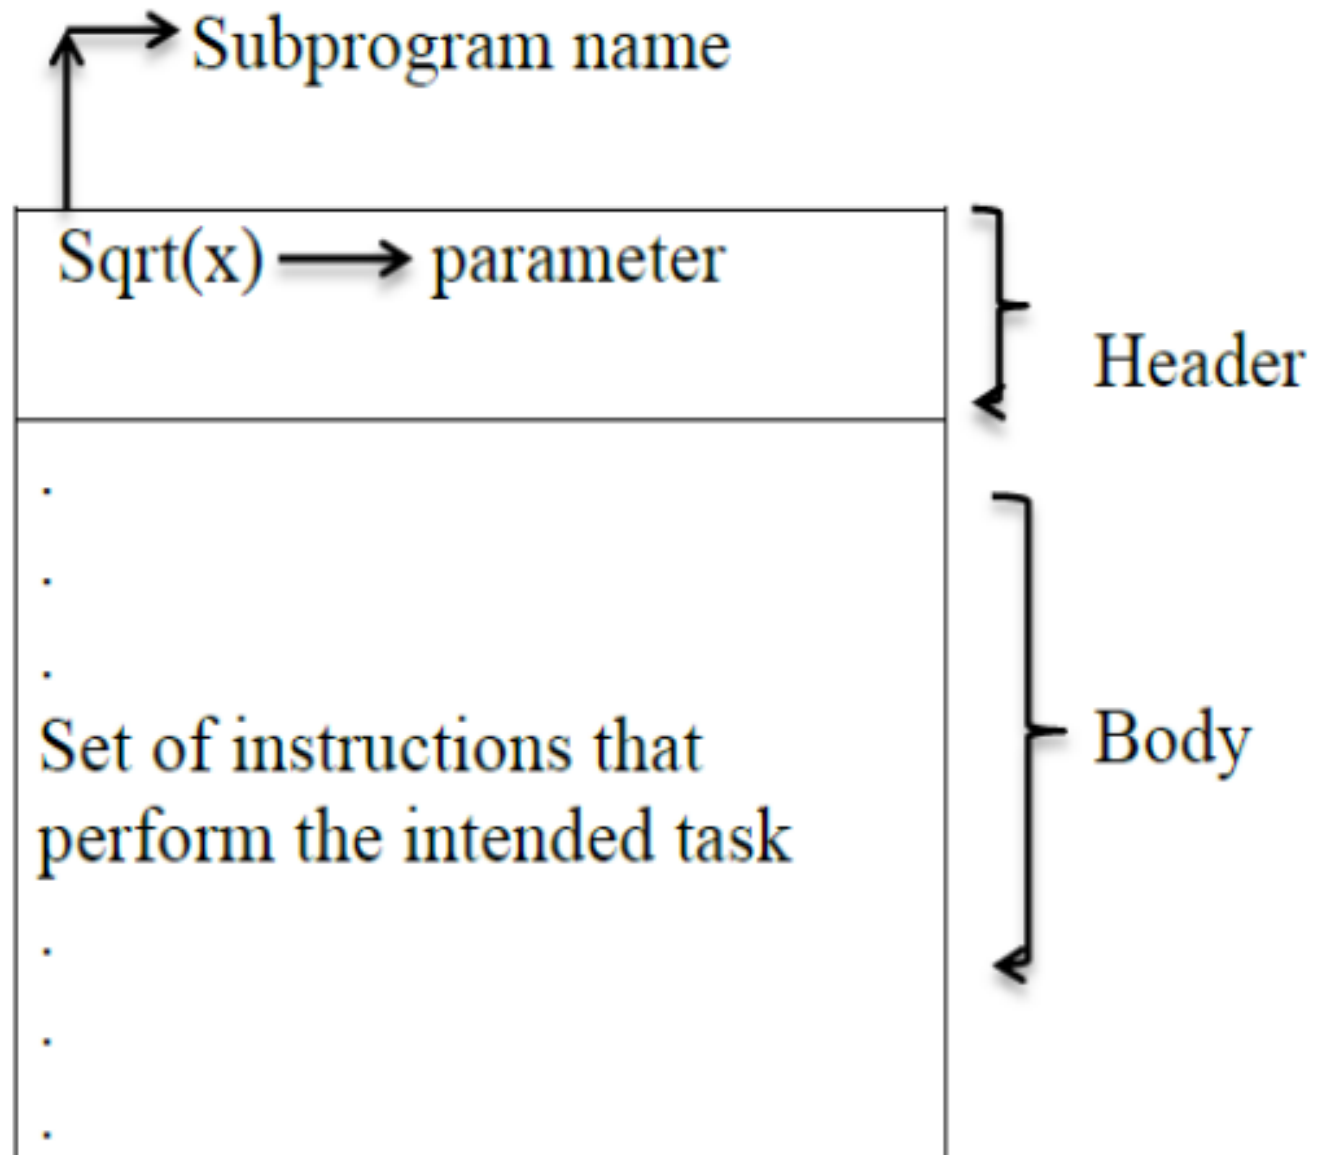 Subprogram name
Sqrt(x) parameter
Header
.
.
.
Set of instructions that
perform the intended task
Body
.
.
.